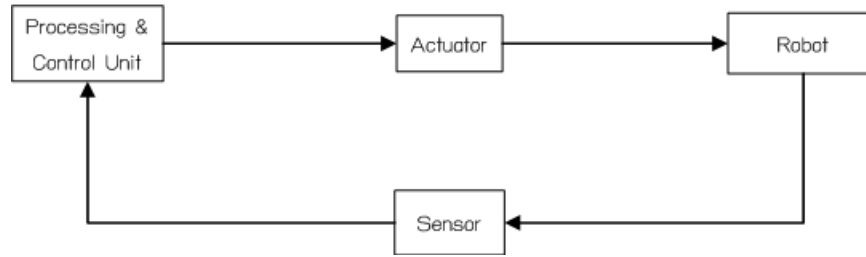 Processing &
Control Unit
Actuator
Robot
Sensor